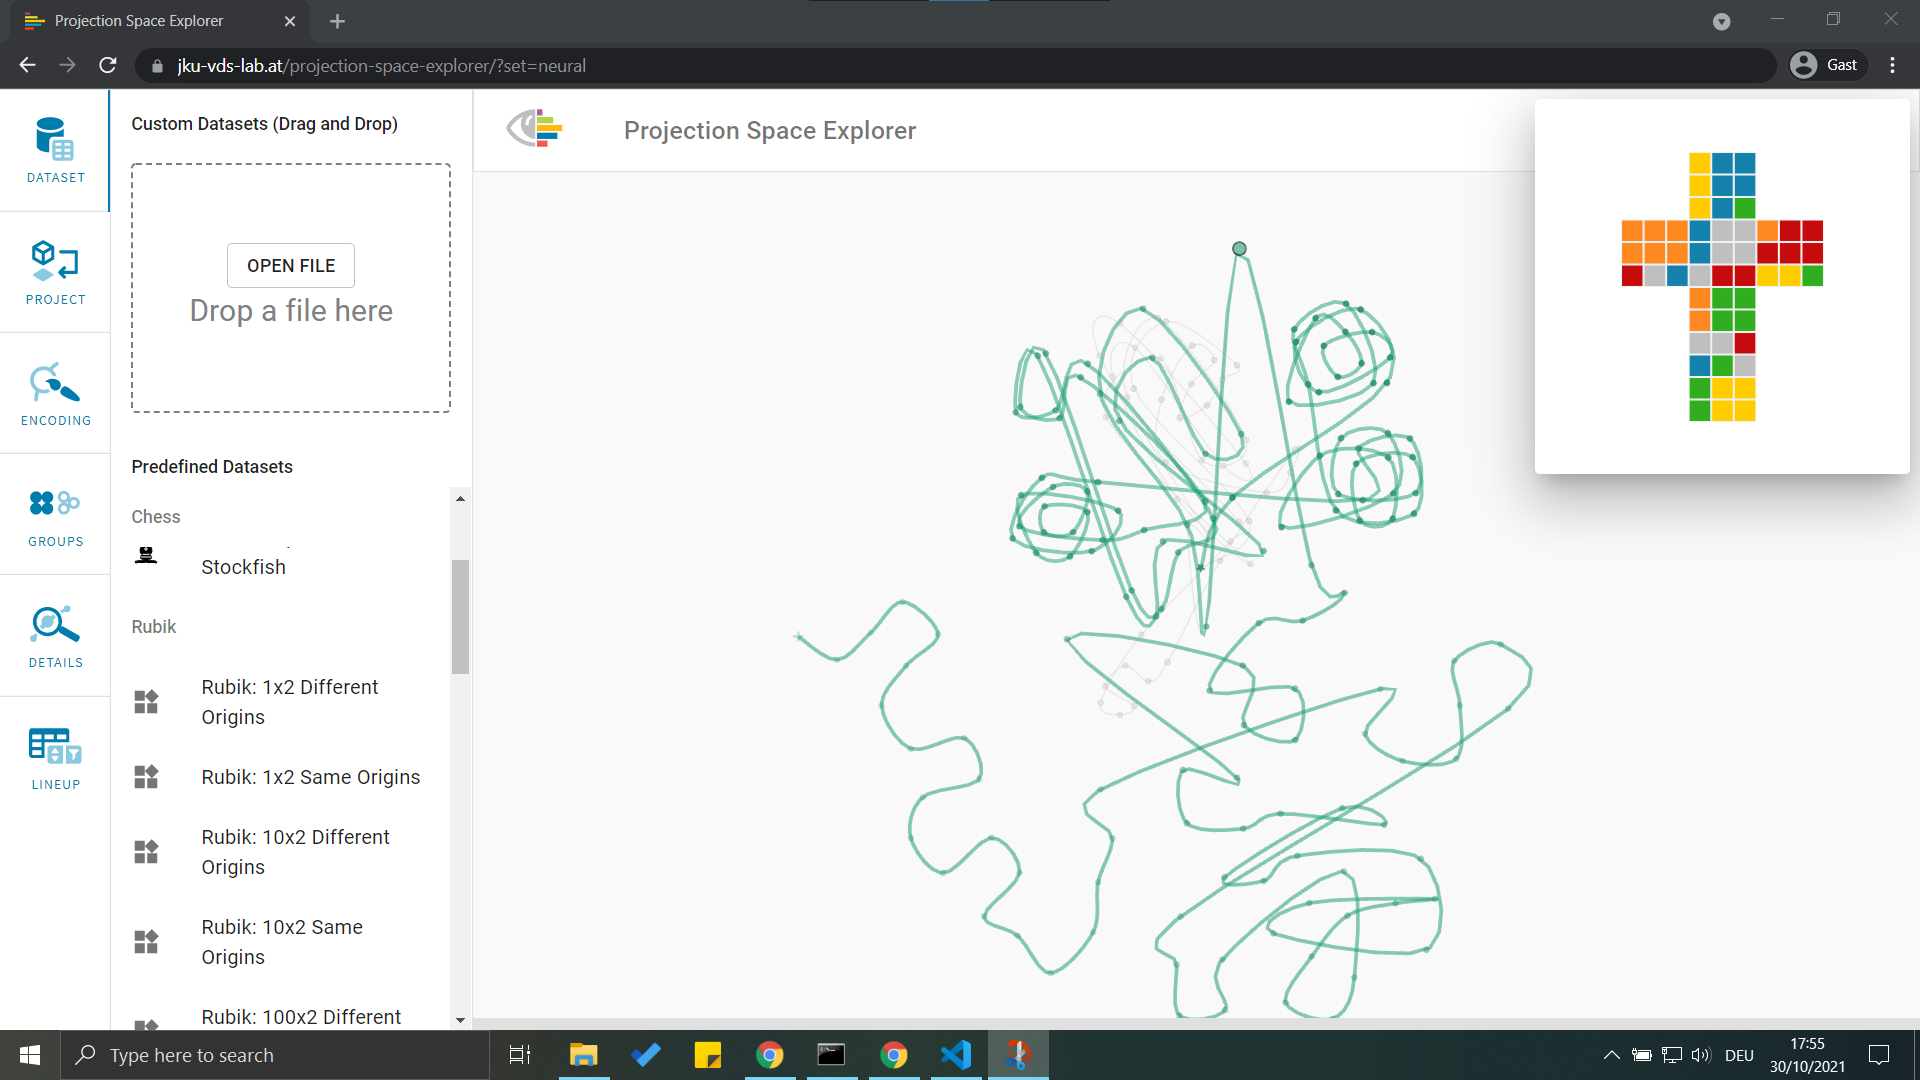 Projection Space Explorer
jku-vds-lab.at/projection-space-explorer/?set=neural
Gast
DATASET
PROJECT
ENCODING
GROUPS
DETAILS
LINEUP
Custom Datasets (Drag and Drop)
OPEN FILE
Drop a file here
Predefined Datasets
Chess
Stockfish
Rubik
Rubik: 1x2 Different
Origins
Rubik: 1x2 Same Origins
Rubik: 10x2 Different
Origins
Rubik: 10x2 Same
Origins
Rubik: 100x2 Different
Projection Space Explorer
Type here to search
DEU
17:55
30/10/2021